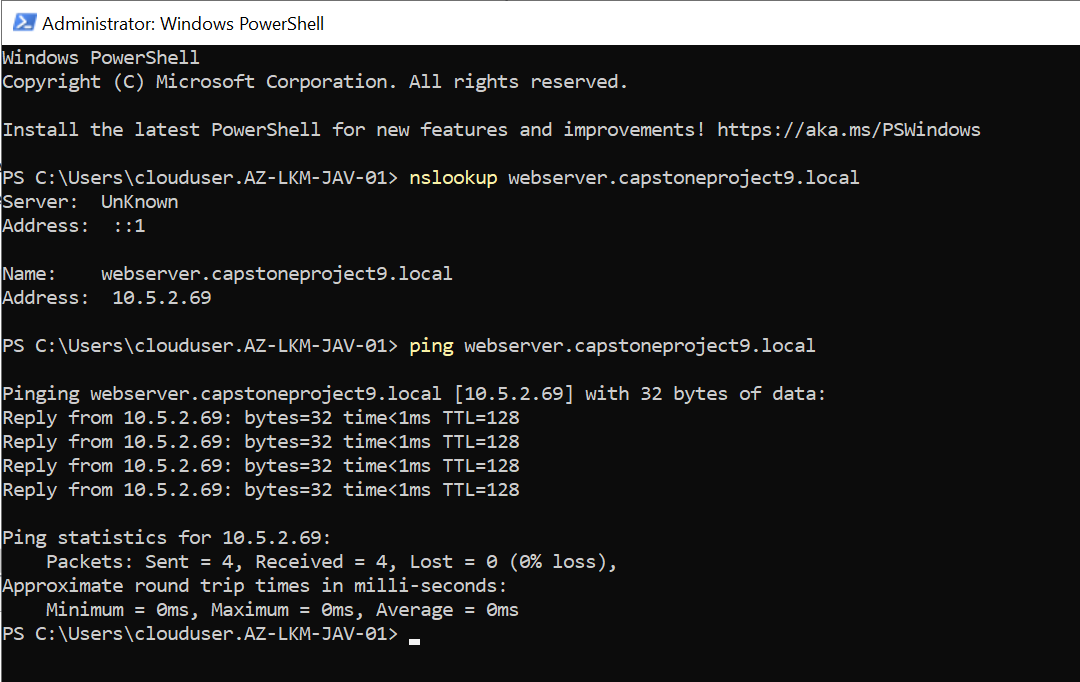 Administrator: Windows PowerShell
Windows PowerShell
Copyright (C) Microsoft Corporation. All rights reserved.
Install the latest PowerShell for new features and improvements! https://aka.ms/PSWindows
PS C:\Users\clouduser.AZ-LKM-JAV-01> nslookup webserver.capstoneproject9.local
Server:  UnKnown
Address:  ::1
Name:    webserver.capstoneproject9.local
Address:  10.5.2.69
PS C:\Users\clouduser.AZ-LKM-JAV-01> ping webserver.capstoneproject9.local
Pinging webserver.capstoneproject9.local [10.5.2.69] with 32 bytes of data:
Reply from 10.5.2.69: bytes=32 time<1ms TTL=128
Reply from 10.5.2.69: bytes=32 time<1ms TTL=128
Reply from 10.5.2.69: bytes=32 time<1ms TTL=128
Reply from 10.5.2.69: bytes=32 time<1ms TTL=128
Ping statistics for 10.5.2.69:
    Packets: Sent = 4, Received = 4, Lost = 0 (0% loss),
Approximate round trip times in milli-seconds:
    Minimum = 0ms, Maximum = 0ms, Average = 0ms
PS C:\Users\clouduser.AZ-LKM-JAV-01>